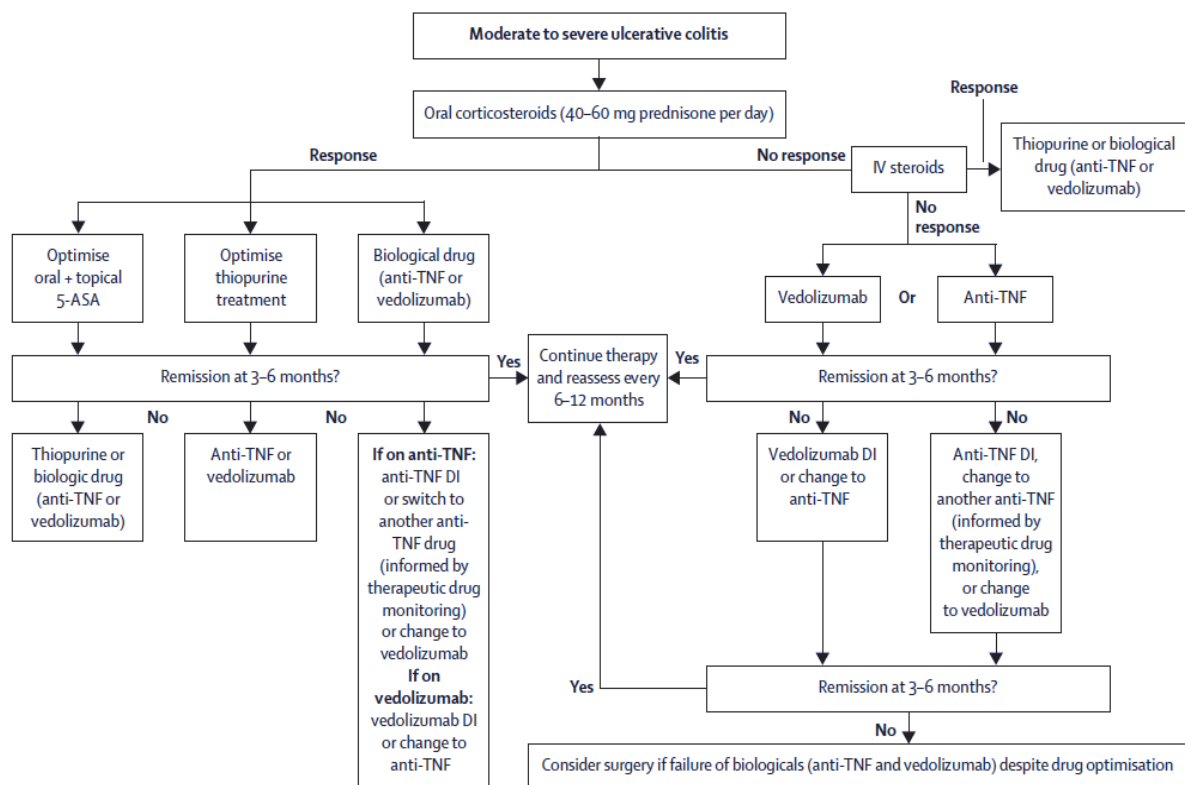 Moderate to severe ulcerative colitis
Oral corticosteroids (40–60 mg prednisone per day)
Response
No response
IV steroids
Response
Thiopurine or biological
drug (anti-TNF or
vedolizumab)
No
response
Optimise
oral + topical
5-ASA
Optimise
thiopurine
treatment
Biological drug
(anti-TNF or
vedolizumab)
Vedolizumab
Or
Anti-TNF
Remission at 3–6 months?
Yes
Continue therapy
and reassess every
6–12 months
Yes
Remission at 3–6 months?
No
No
No
No
Thiopurine or
biologic drug
(anti-TNF or
vedolizumab)
Anti-TNF or
vedolizumab
If on anti-TNF:
anti-TNF DI
or switch to
another anti-
TNF drug
(informed by
therapeutic drug
monitoring)
or change to
vedolizumab
If on
vedolizumab:
vedolizumab DI
or change to
anti-TNF
Vedolizumab DI
or change to
anti-TNF
Anti-TNF DI,
change to
another anti-TNF
(informed by
therapeutic drug
monitoring),
or change
to vedolizumab
Yes
Remission at 3–6 months?
No
Consider surgery if failure of biologicals (anti-TNF and vedolizumab) despite drug optimisation